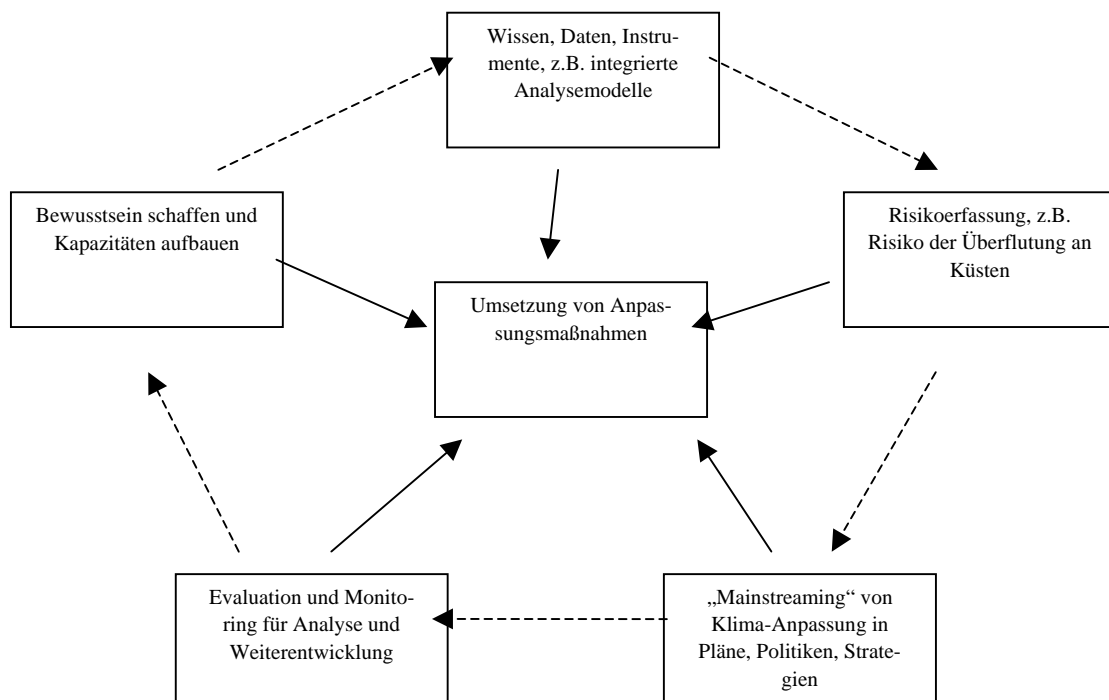 Wissen, Daten, Instru-
mente, z.B. integrierte
Analysemodelle
Bewusstsein schaffen und
Kapazitäten aufbauen
Risikoerfassung, z.B.
Risiko der Überflutung an
Küsten
Umsetzung von Anpas-
sungsmaßnahmen
Evaluation und Monito-
ring für Analyse und
Weiterentwicklung
„Mainstreaming“ von
Klima-Anpassung in
Pläne, Politiken, Strate-
gien